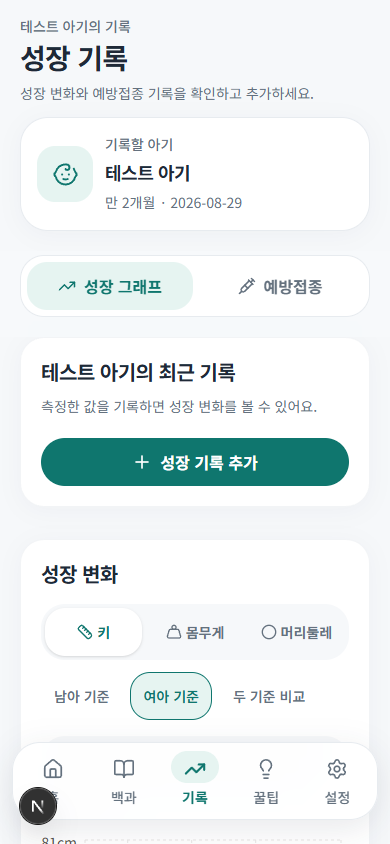 테스트 아기의 기록
성장 기록
성장 변화와 예방접종 기록을 확인하고 추가하세요.
기록할 아기
테스트 아기
만 2개월 · 2026-08-29
성장 그래프
예방접종
테스트 아기의 최근 기록
측정한 값을 기록하면 성장 변화를 볼 수 있어요.
성장 기록 추가
성장 변화
키
몸무게
머리둘레
남아 기준
여아 기준
두 기준 비교
백과
기록
꿀팁
설정
N
81cm